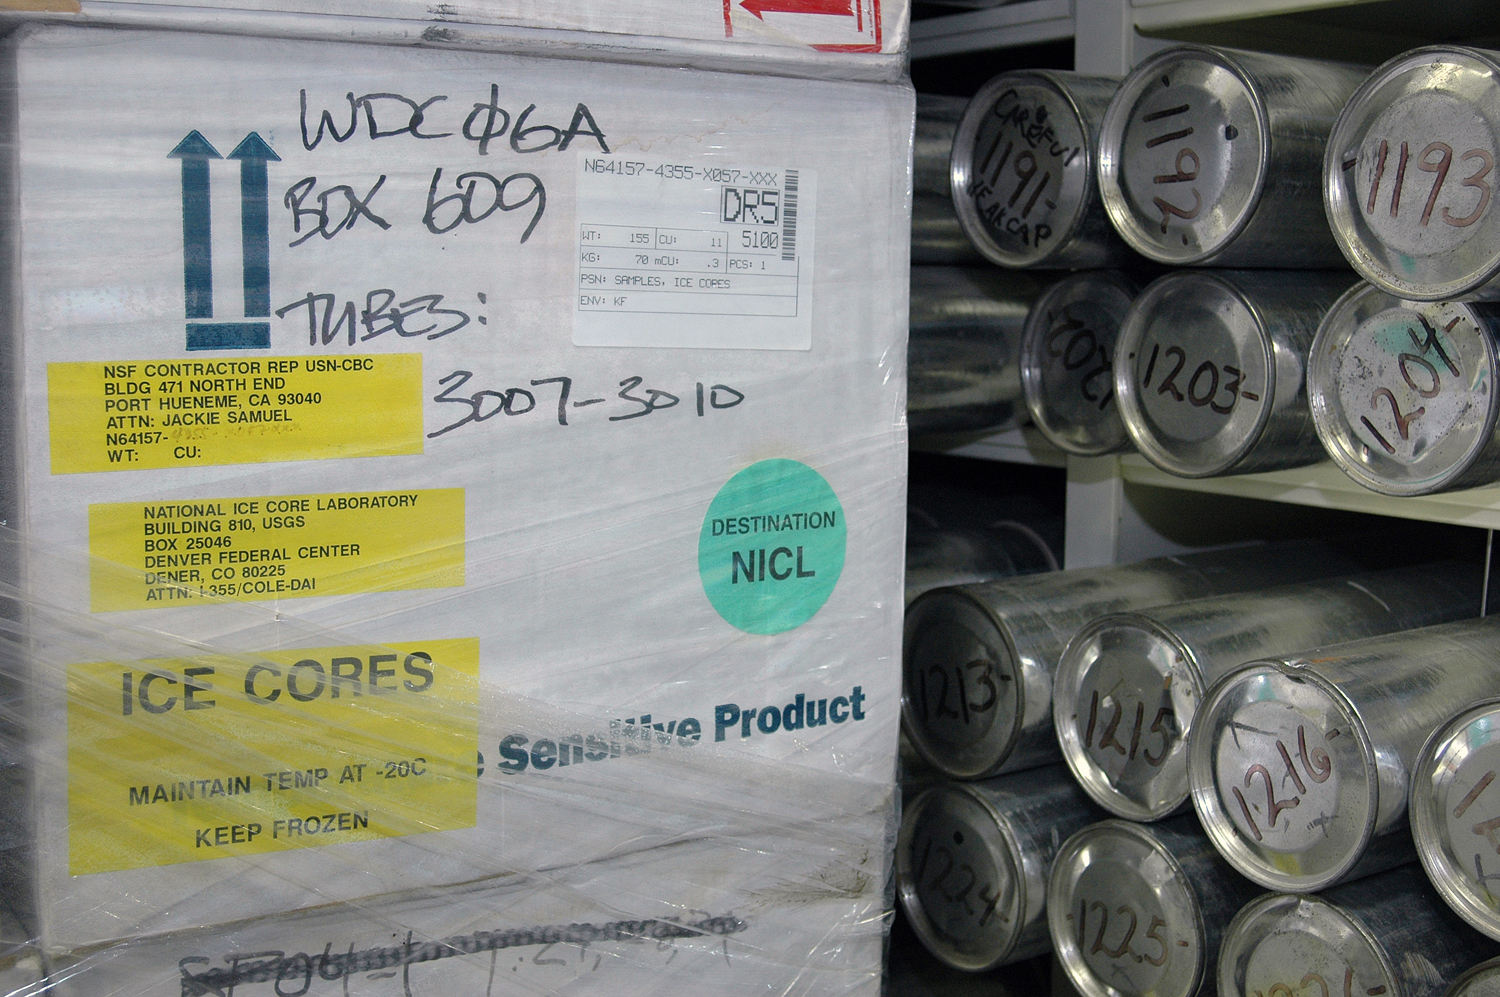 WDCφ6A
BOX 609
TUBES:
3007-3010
N64157-4355-X057-XXX
DRS
5100
WT: 155 CU: 11
KG: 70 mCU: .3 PCS: 1
PSN: SAMPLES, ICE CORES
ENV: KF
NSF CONTRACTOR REP USN-CBC
BLDG 471 NORTH END
PORT HUENEME, CA 93040
ATTN: JACKIE SAMUEL
N64157-
WT: CU:
NATIONAL ICE CORE LABORATORY
BUILDING 810, USGS
BOX 25046
DENVER FEDERAL CENTER
DENER, CO 80225
ATTN: I-355/COLE-DAI
DESTINATION
NICL
ICE CORES
MAINTAIN TEMP AT -20C
KEEP FROZEN
Sensitive Product
CAREFUL
-1191-
1192-
-1193
1202
-1203-
-1204-
1213-
-1215
1216-
1224-
1225-